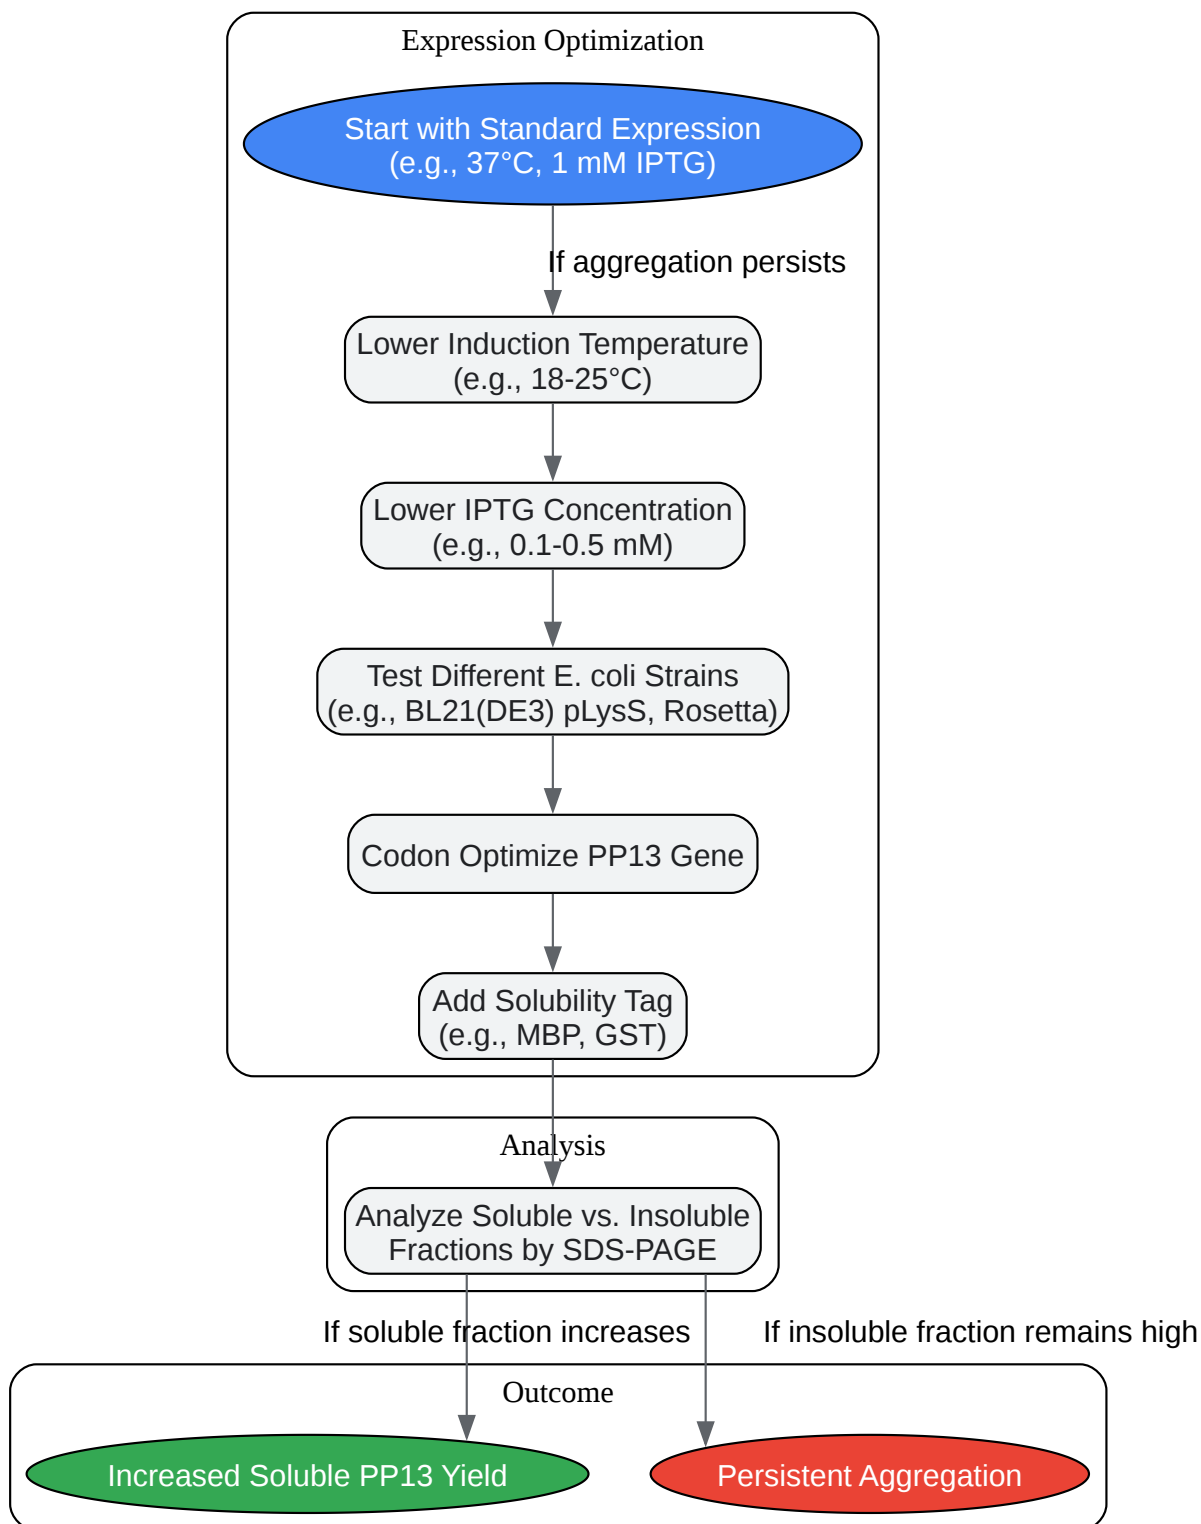 Expression Optimization
Start with Standard Expression
(e.g., 37°C, 1 mM IPTG)
If aggregation persists
Lower Induction Temperature
(e.g., 18-25°C)
Lower IPTG Concentration
(e.g., 0.1-0.5 mM)
Test Different E. coli Strains
(e.g., BL21(DE3) pLysS, Rosetta)
Codon Optimize PP13 Gene
Add Solubility Tag
(e.g., MBP, GST)
Analysis
Analyze Soluble vs. Insoluble
Fractions by SDS-PAGE
If soluble fraction increases
If insoluble fraction remains high
Outcome
Increased Soluble PP13 Yield
Persistent Aggregation